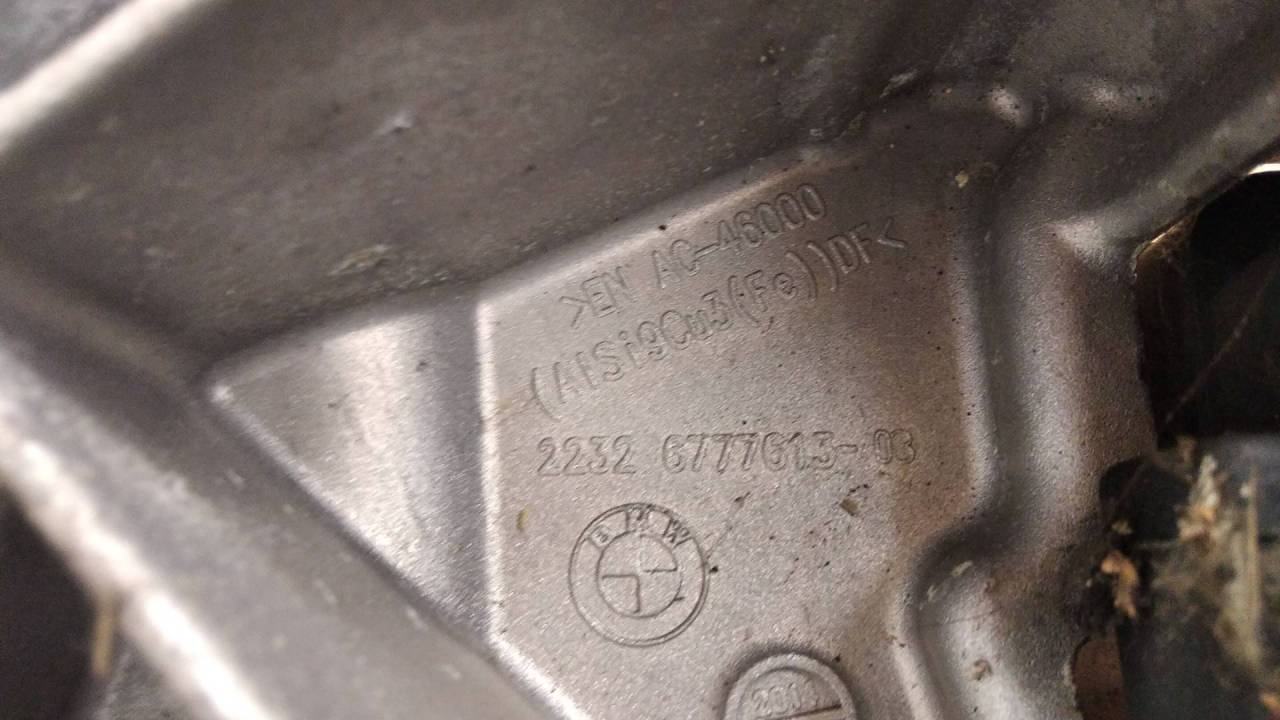 >EN AC-46000
(AlSi9Cu3(Fe))DF<
2232 6777613-03
BMW